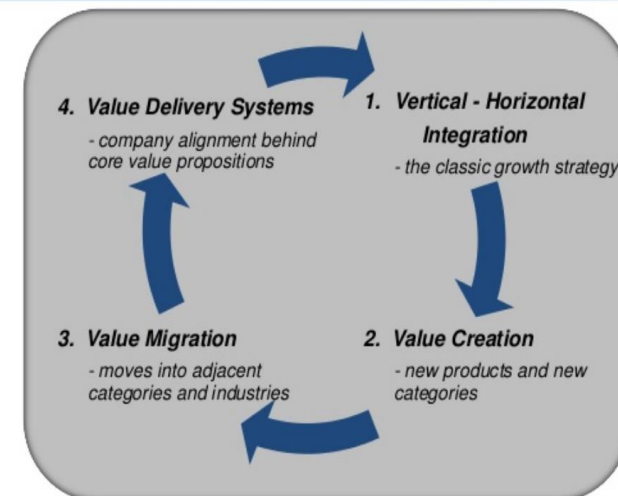 4. Value Delivery Systems
- company alignment behind
core value propositions
1. Vertical - Horizontal
Integration
- the classic growth strategy
3. Value Migration
- moves into adjacent
categories and industries
2. Value Creation
- new products and new
categories